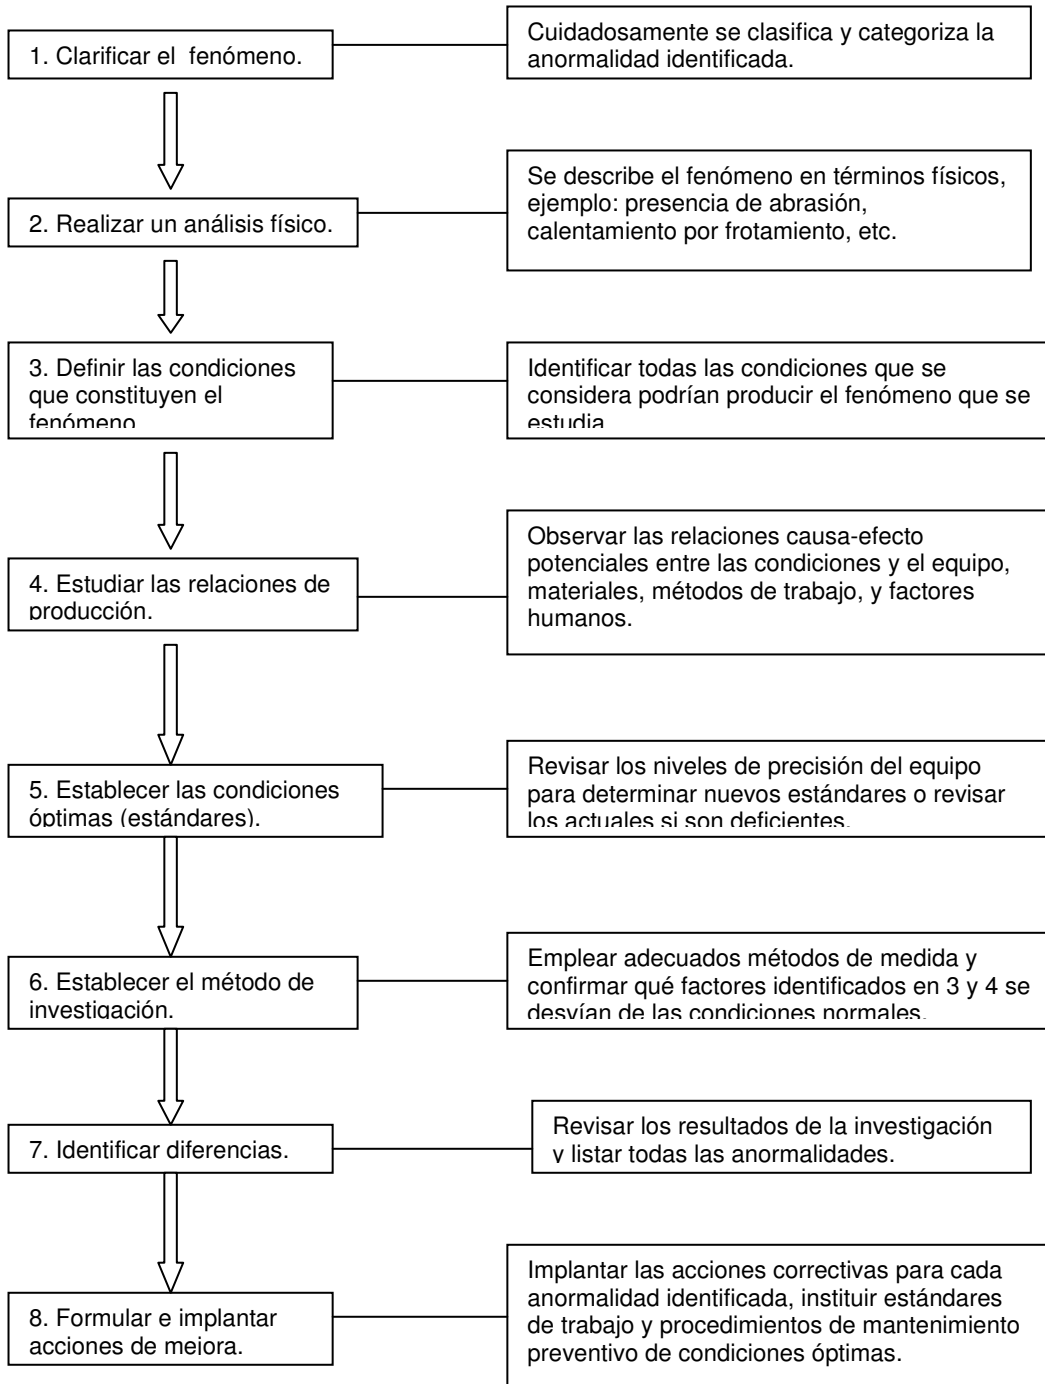 1. Clarificar el fenómeno.
Cuidadosamente se clasifica y categoriza la
anormalidad identificada.
2. Realizar un análisis físico.
Se describe el fenómeno en términos físicos,
ejemplo: presencia de abrasión,
calentamiento por frotamiento, etc.
3. Definir las condiciones
que constituyen el
fenómeno
Identificar todas las condiciones que se
considera podrían producir el fenómeno que se
estudia
4. Estudiar las relaciones de
producción.
Observar las relaciones causa-efecto
potenciales entre las condiciones y el equipo,
materiales, métodos de trabajo, y factores
humanos.
5. Establecer las condiciones
óptimas (estándares).
Revisar los niveles de precisión del equipo
para determinar nuevos estándares o revisar
los actuales si son deficientes.
6. Establecer el método de
investigación.
Emplear adecuados métodos de medida y
confirmar qué factores identificados en 3 y 4 se
desvían de las condiciones normales.
7. Identificar diferencias.
Revisar los resultados de la investigación
y listar todas las anormalidades.
8. Formular e implantar
acciones de mejora.
Implantar las acciones correctivas para cada
anormalidad identificada, instituir estándares
de trabajo y procedimientos de mantenimiento
preventivo de condiciones óptimas.